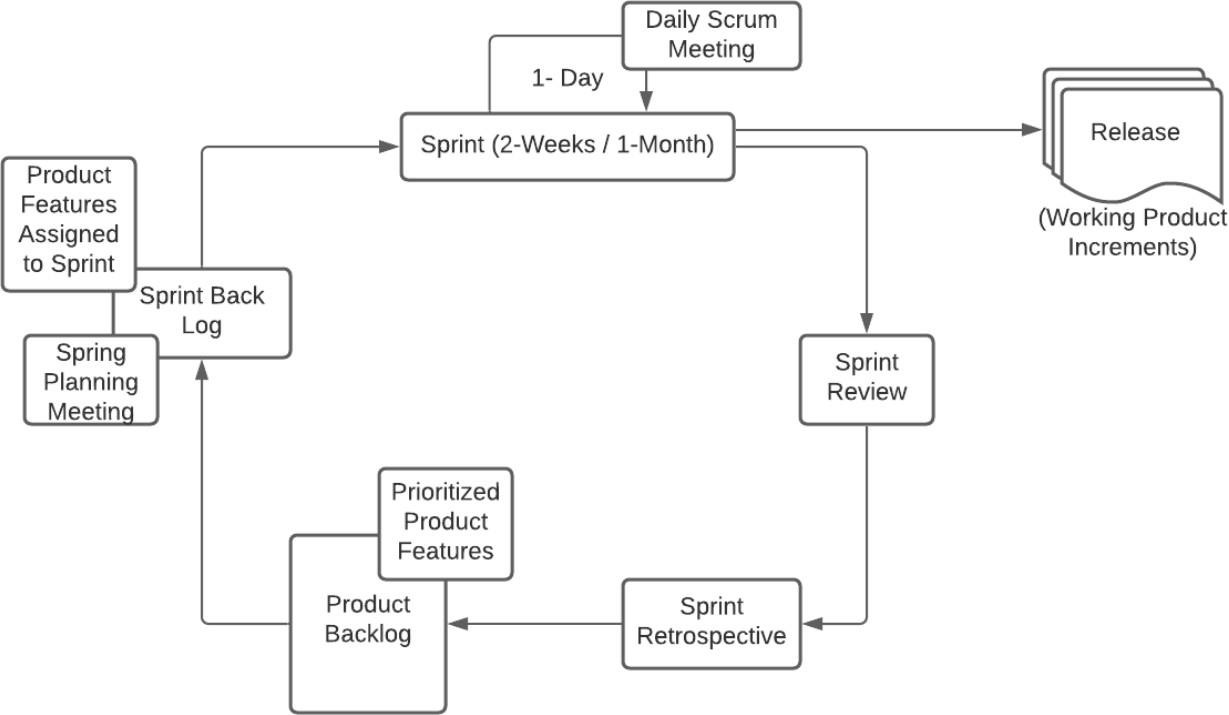 Daily Scrum
Meeting
1- Day
Sprint (2-Weeks / 1-Month)
Release
(Working Product
Increments)
Product
Features
Assigned
to Sprint
Sprint Back
Log
Spring
Planning
Meeting
Sprint
Review
Prioritized
Product
Features
Product
Backlog
Sprint
Retrospective